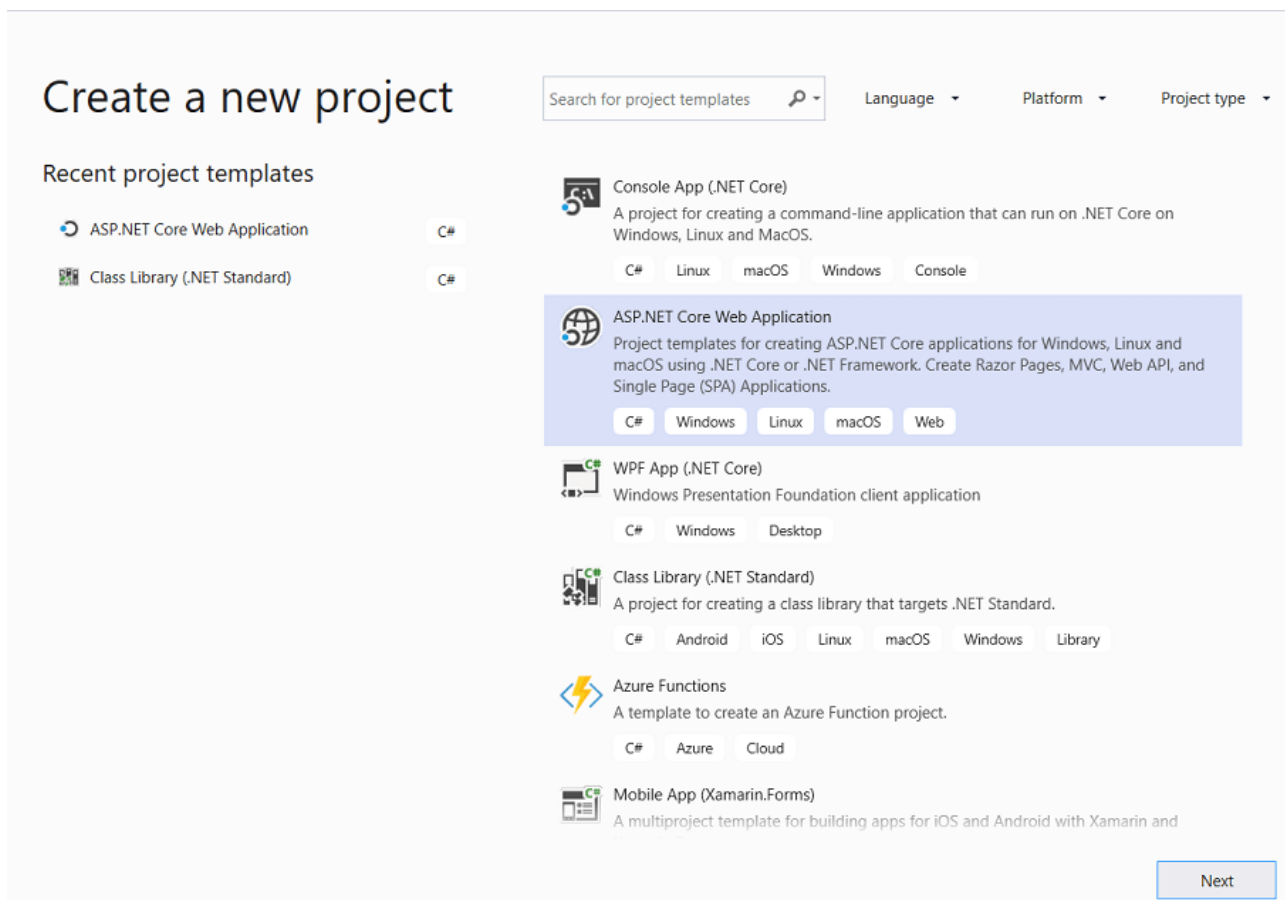 Create a new project
Search for project templates
Language
Platform
Project type
Recent project templates
ASP.NET Core Web Application
C#
Class Library (.NET Standard)
C#
Console App (.NET Core)
A project for creating a command-line application that can run on .NET Core on
Windows, Linux and MacOS.
C# Linux macOS Windows Console
ASP.NET Core Web Application
Project templates for creating ASP.NET Core applications for Windows, Linux and
macOS using .NET Core or .NET Framework. Create Razor Pages, MVC, Web API, and
Single Page (SPA) Applications.
C# Windows Linux macOS Web
WPF App (.NET Core)
Windows Presentation Foundation client application
C# Windows Desktop
Class Library (.NET Standard)
A project for creating a class library that targets .NET Standard.
C# Android iOS Linux macOS Windows Library
Azure Functions
A template to create an Azure Function project.
C# Azure Cloud
Mobile App (Xamarin.Forms)
A multiproject template for building apps for iOS and Android with Xamarin and
Next